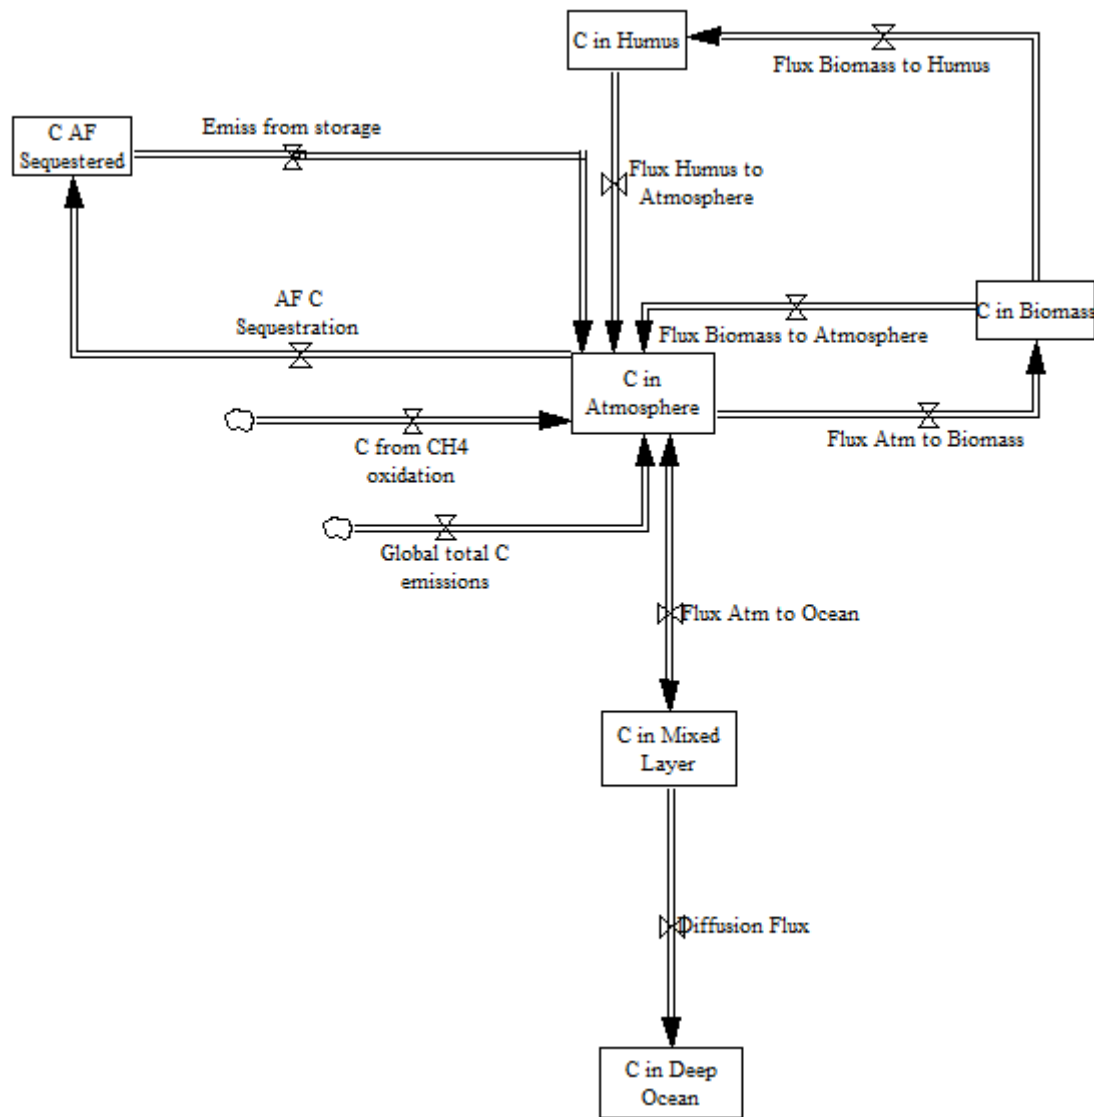 C in Humus
Flux Biomass to Humus
C AF
Sequestered
Emiss from storage
Flux Humus to
Atmosphere
AF C
Sequestration
C in Biomass
Flux Biomass to Atmosphere
C in
Atmosphere
Flux Atm to Biomass
C from CH4
oxidation
Global total C
emissions
Flux Atm to Ocean
C in Mixed
Layer
Diffusion Flux
C in Deep
Ocean